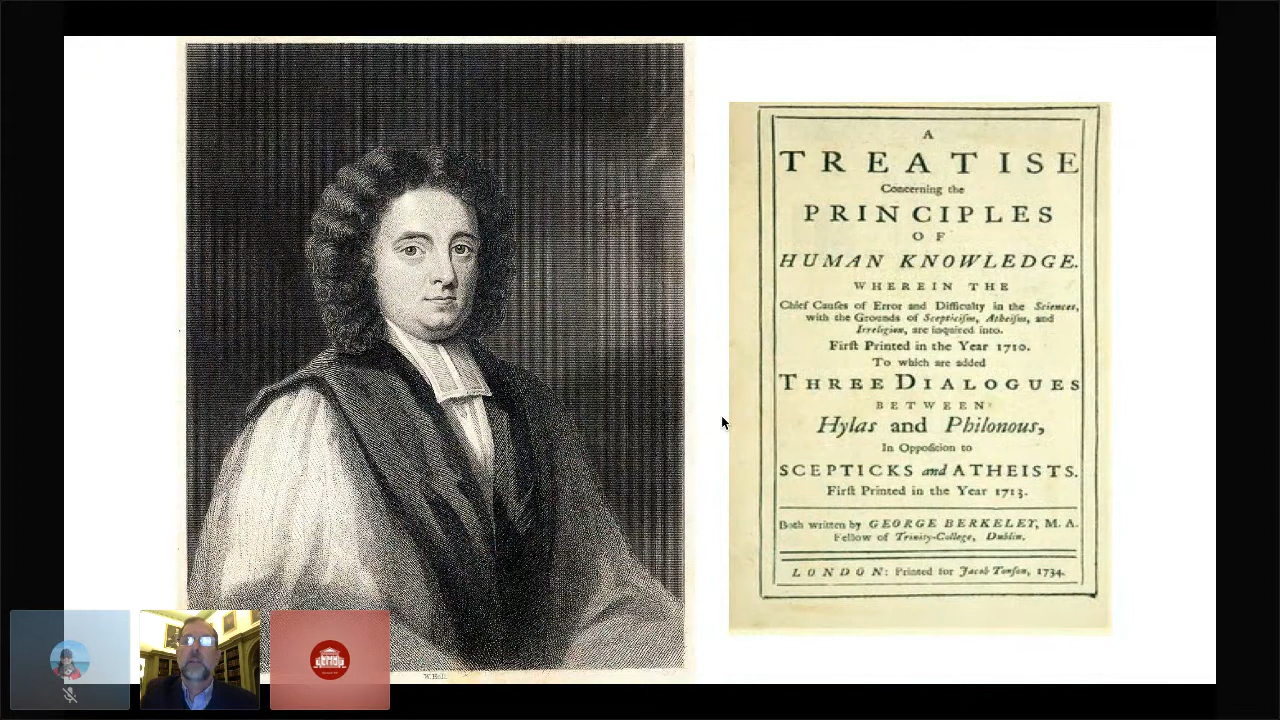 A
TREATISE
Concerning the
PRINCIPLES
OF
HUMAN KNOWLEDGE.
WHEREIN THE
Chief Cauſes of Error and Difficulty in the Sciences,
with the Grounds of Scepticiſm, Atheiſm, and
Irreligion, are inquired into.
Firſt Printed in the Year 1710.
To which are added
THREE DIALOGUES
BETWEEN
Hylas and Philonous,
In Oppoſition to
SCEPTICKS and ATHEISTS.
Firſt Printed in the Year 1713.
Both written by GEORGE BERKELEY, M. A.
Fellow of Trinity-College, Dublin.
LONDON: Printed for Jacob Tonſon, 1734.
W. Holl